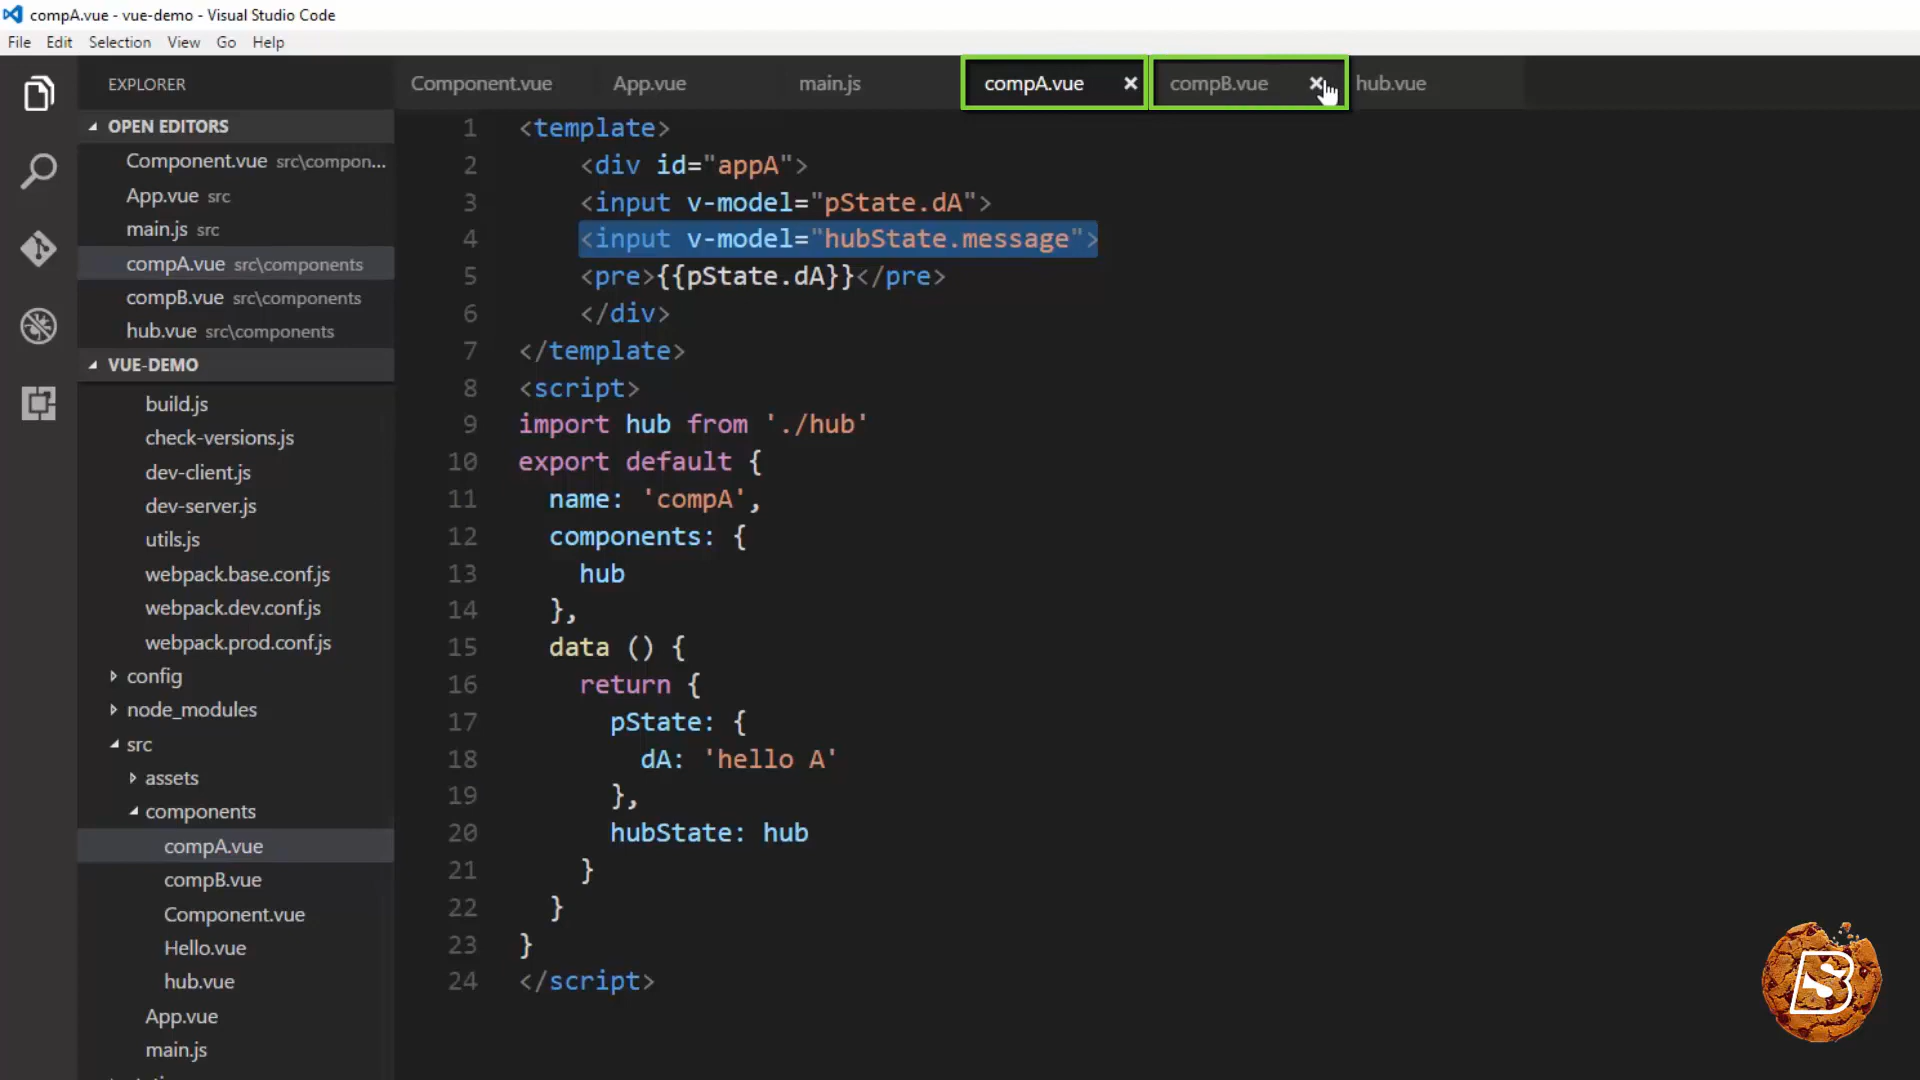 compA.vue - vue-demo - Visual Studio Code
File Edit Selection View Go Help
EXPLORER
OPEN EDITORS
Component.vue src\compon...
App.vue src
main.js src
compA.vue src\components
compB.vue src\components
hub.vue src\components
VUE-DEMO
build.js
check-versions.js
dev-client.js
dev-server.js
utils.js
webpack.base.conf.js
webpack.dev.conf.js
webpack.prod.conf.js
config
node_modules
src
assets
components
compA.vue
compB.vue
Component.vue
Hello.vue
hub.vue
App.vue
main.js
Component.vue App.vue main.js compA.vue compB.vue hub.vue
1 <template>
2 <div id="appA">
3 <input v-model="pState.dA">
4 <input v-model="hubState.message">
5 <pre>{{pState.dA}}</pre>
6 </div>
7 </template>
8 <script>
9 import hub from './hub'
10 export default {
11 name: 'compA',
12 components: {
13 hub
14 },
15 data () {
16 return {
17 pState: {
18 dA: 'hello A'
19 },
20 hubState: hub
21 }
22 }
23 }
24 </script>
B